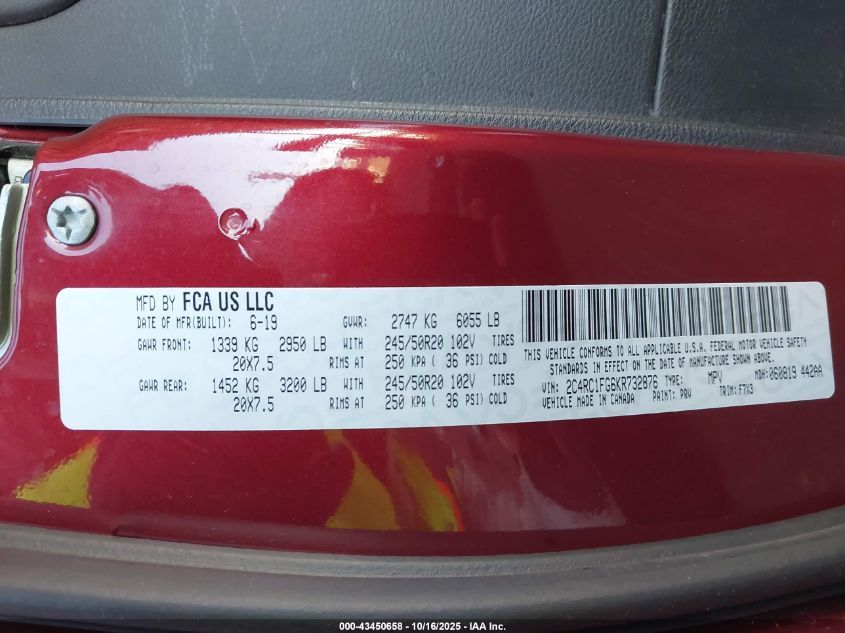 MFD BY FCA US LLC
DATE OF MFR(BUILT): 6-19 GVWR: 2747 KG 6055 LB
GAWR FRONT: 1339 KG 2950 LB WITH 245/50R20 102V TIRES
20X7.5 RIMS AT 250 KPA ( 36 PSI) COLD
GAWR REAR: 1452 KG 3200 LB WITH 245/50R20 102V TIRES
20X7.5 RIMS AT 250 KPA ( 36 PSI) COLD
THIS VEHICLE CONFORMS TO ALL APPLICABLE U.S.A. FEDERAL MOTOR VEHICLE SAFETY
STANDARDS IN EFFECT ON THE DATE OF MANUFACTURE SHOWN ABOVE.
VIN: 2C4RC1FG6KR732876 TYPE: MPV MDH: 060819 442AA
VEHICLE MADE IN CANADA PAINT: PRV TRIM: F7X9
000-43450658 - 10/16/2025 - IAA Inc.